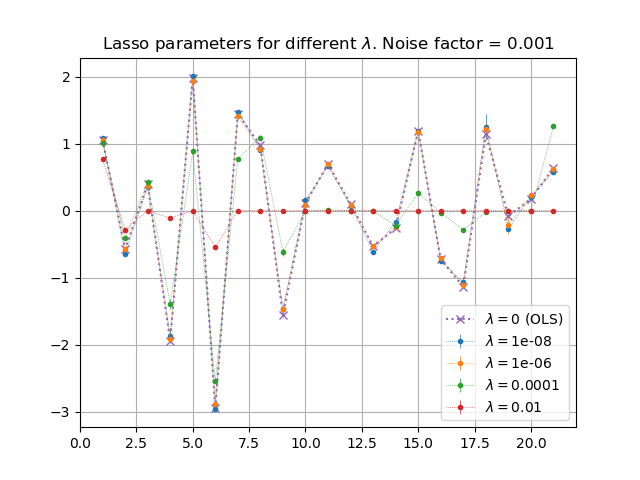 Lasso parameters for different λ. Noise factor = 0.001
2
1
0
−1
−2
−3
0.0 2.5 5.0 7.5 10.0 12.5 15.0 17.5 20.0
λ = 0 (OLS)
λ = 1e-08
λ = 1e-06
λ = 0.0001
λ = 0.01